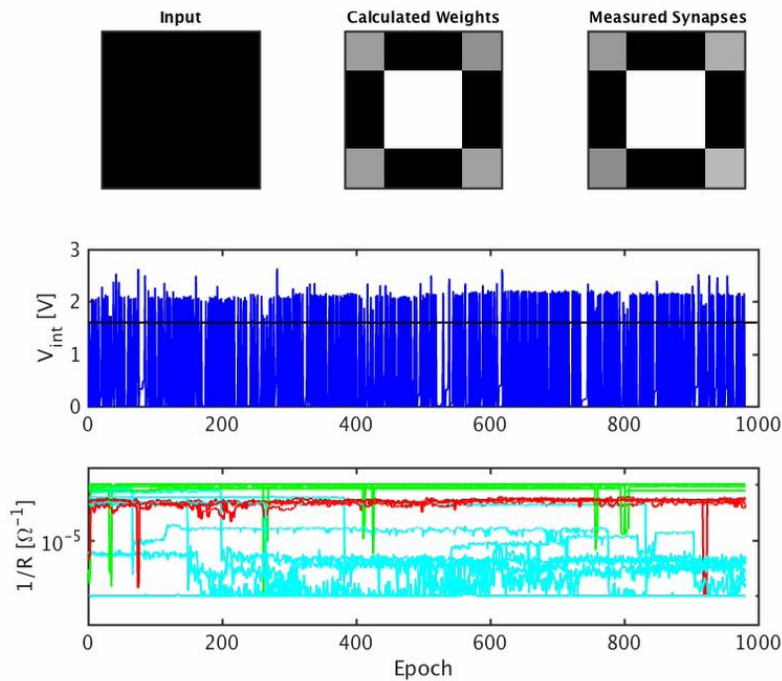 Input Calculated Weights Measured Synapses
3
2
1
0
V_int [V]
0 200 400 600 800 1000
10^-5
1/R [Ω^-1]
0 200 400 600 800 1000
Epoch